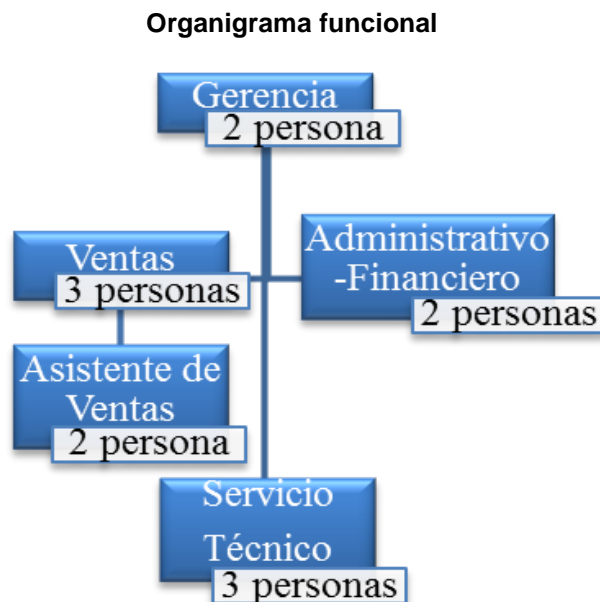 Organigrama funcional
Gerencia
2 persona
Ventas
3 personas
Administrativo
-Financiero
2 personas
Asistente de
Ventas
2 persona
Servicio
Técnico
3 personas